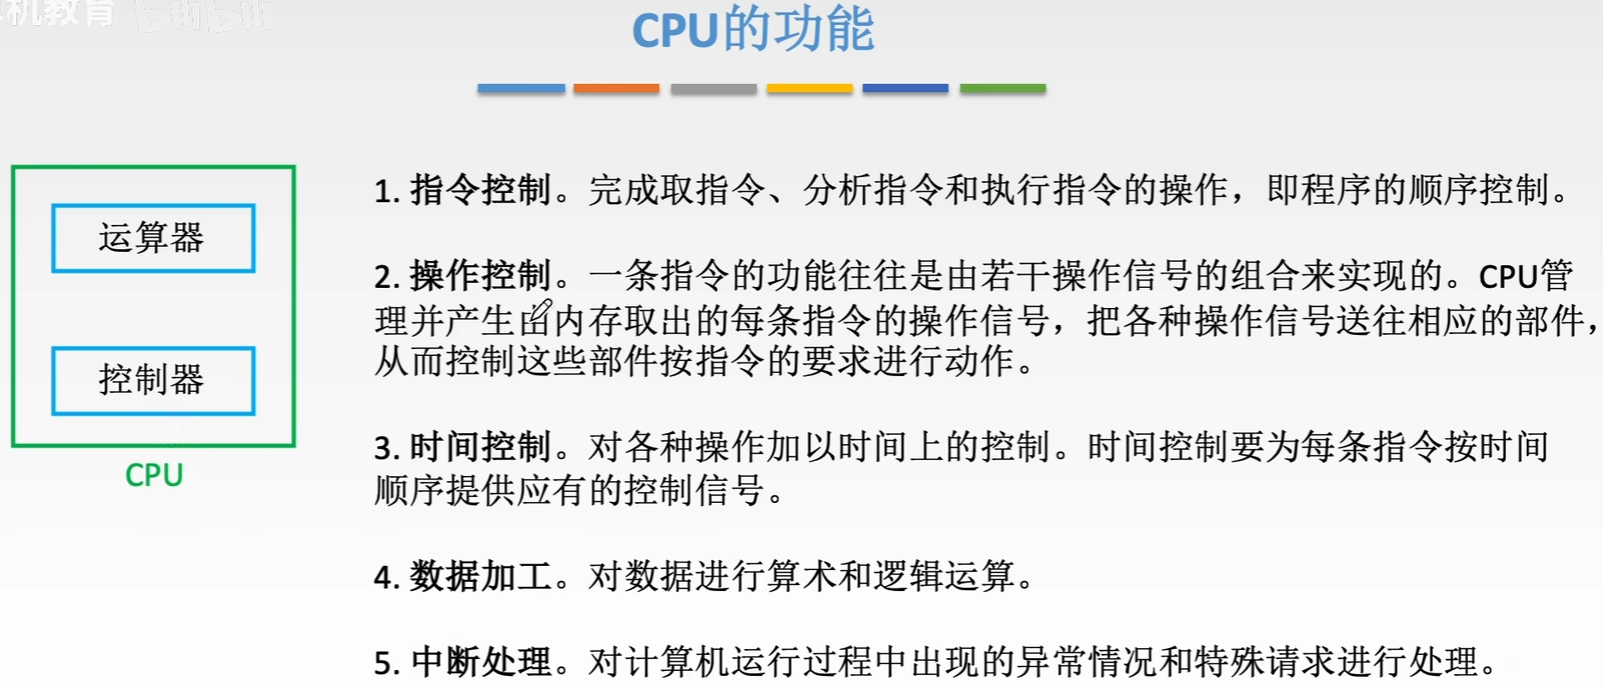 机教育 bilibili
CPU的功能
运算器
控制器
CPU
1. 指令控制。完成取指令、分析指令和执行指令的操作，即程序的顺序控制。
2. 操作控制。一条指令的功能往往是由若干操作信号的组合来实现的。CPU管
理并产生由内存取出的每条指令的操作信号，把各种操作信号送往相应的部件，
从而控制这些部件按指令的要求进行动作。
3. 时间控制。对各种操作加以时间上的控制。时间控制要为每条指令按时间
顺序提供应有的控制信号。
4. 数据加工。对数据进行算术和逻辑运算。
5. 中断处理。对计算机运行过程中出现的异常情况和特殊请求进行处理。